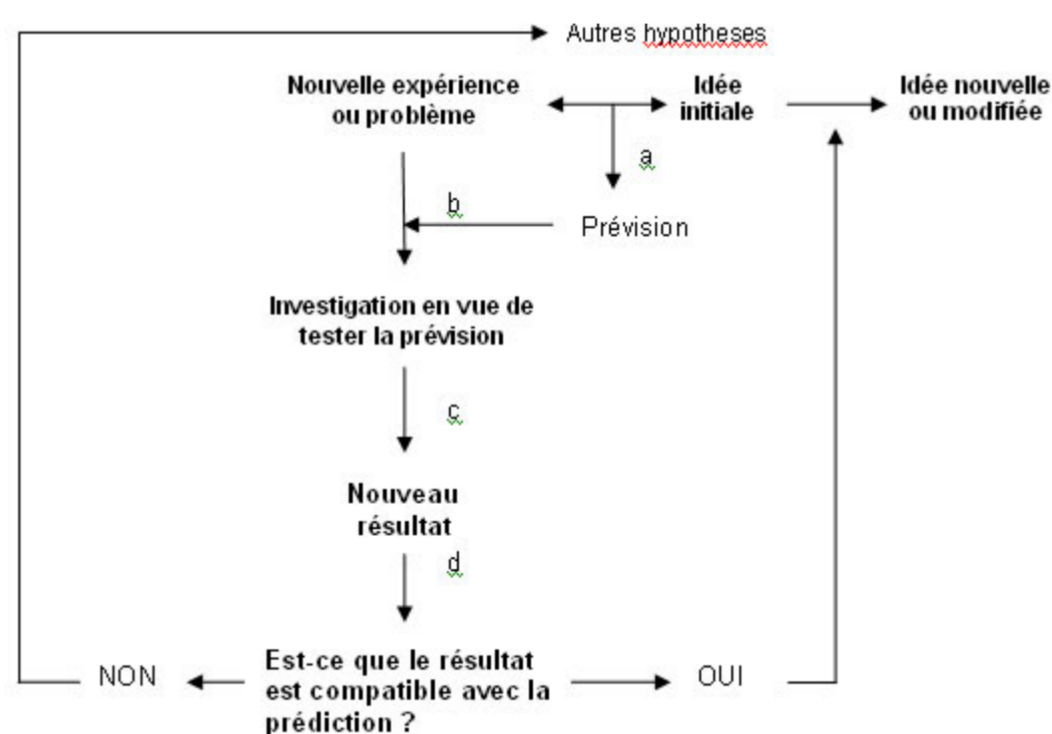 Autres hypotheses
Nouvelle expérience
ou problème
Idée
initiale
Idée nouvelle
ou modifiée
a
b
Prévision
Investigation en vue de
tester la prévision
c
Nouveau
résultat
d
NON
Est-ce que le résultat
est compatible avec la
prédiction ?
OUI